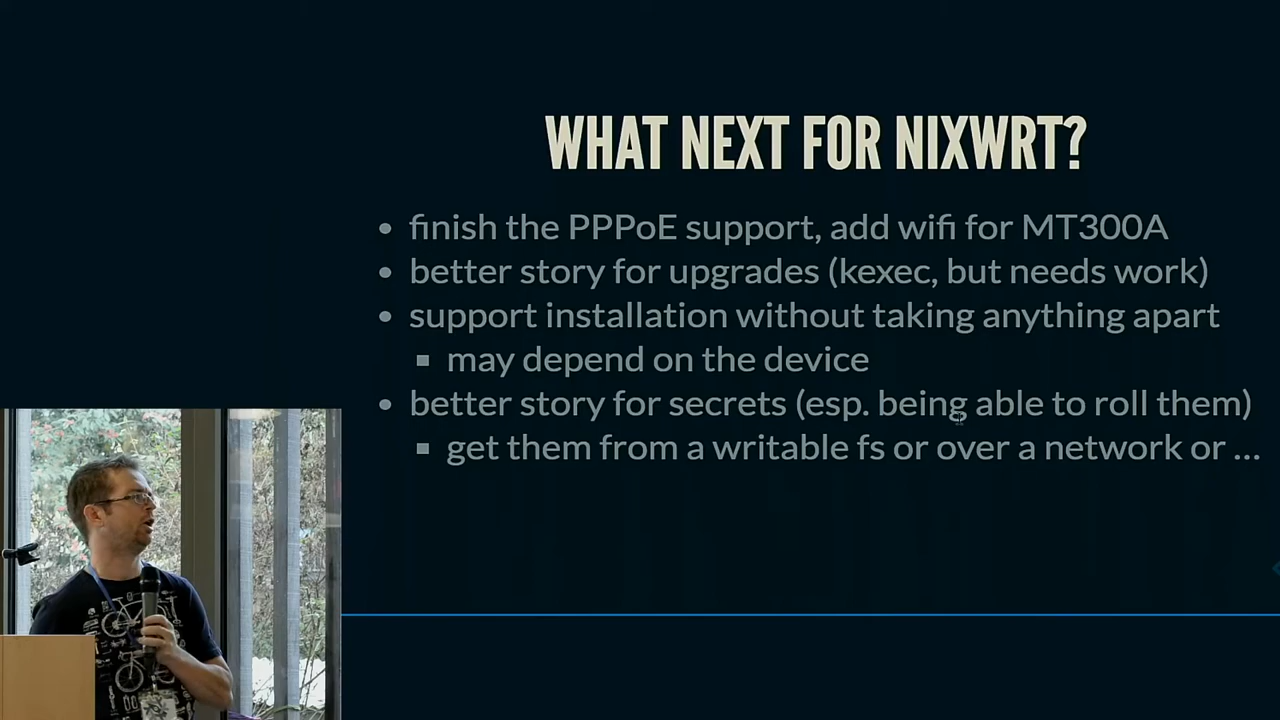 WHAT NEXT FOR NIXWRT?
finish the PPPoE support, add wifi for MT300A
better story for upgrades (kexec, but needs work)
support installation without taking anything apart
may depend on the device
better story for secrets (esp. being able to roll them)
get them from a writable fs or over a network or ...